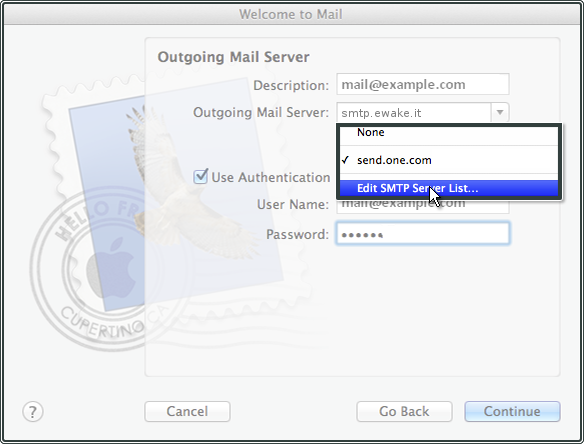 Welcome to Mail
Outgoing Mail Server
Description: mail@example.com
Outgoing Mail Server: smtp.ewake.it
None
✓ send.one.com
Use Authentication
Edit SMTP Server List...
User Name: mail@example.com
Password: ••••••
HELLO FR
CUPERTINO CA
? Cancel Go Back Continue